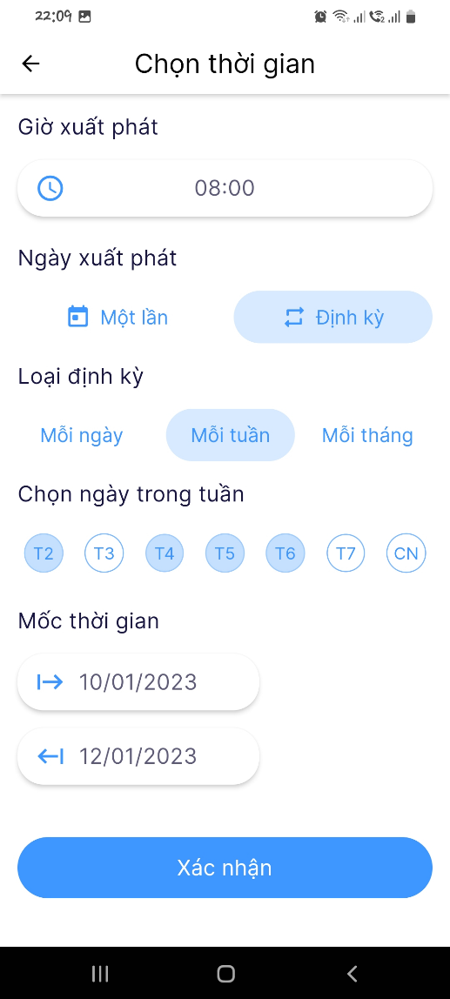 22:09
Chọn thời gian
Giờ xuất phát
08:00
Ngày xuất phát
Một lần Định kỳ
Loại định kỳ
Mỗi ngày Mỗi tuần Mỗi tháng
Chọn ngày trong tuần
T2 T3 T4 T5 T6 T7 CN
Mốc thời gian
10/01/2023
12/01/2023
Xác nhận